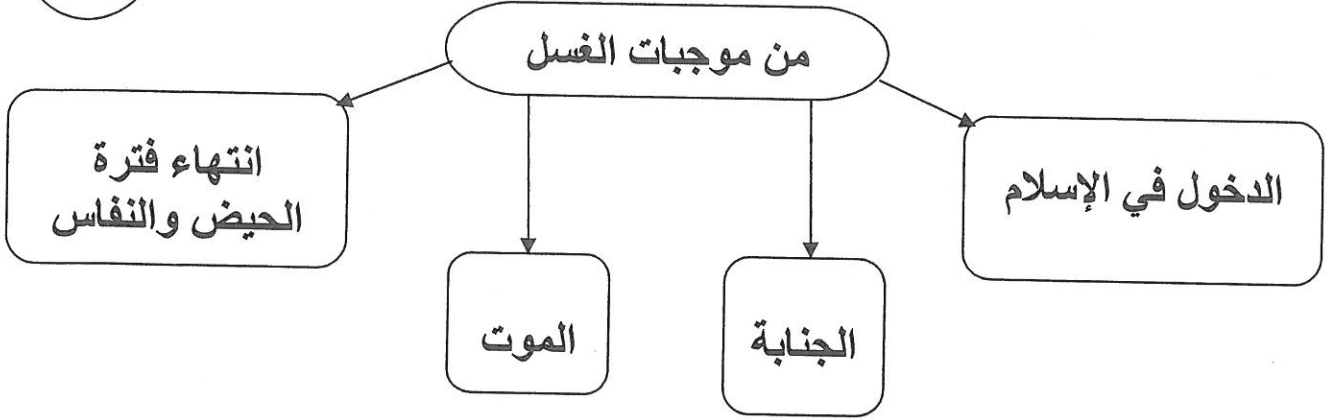 من موجبات الغسل
الدخول في الإسلام
الجنابة
الموت
انتهاء فترة
الحيض والنفاس